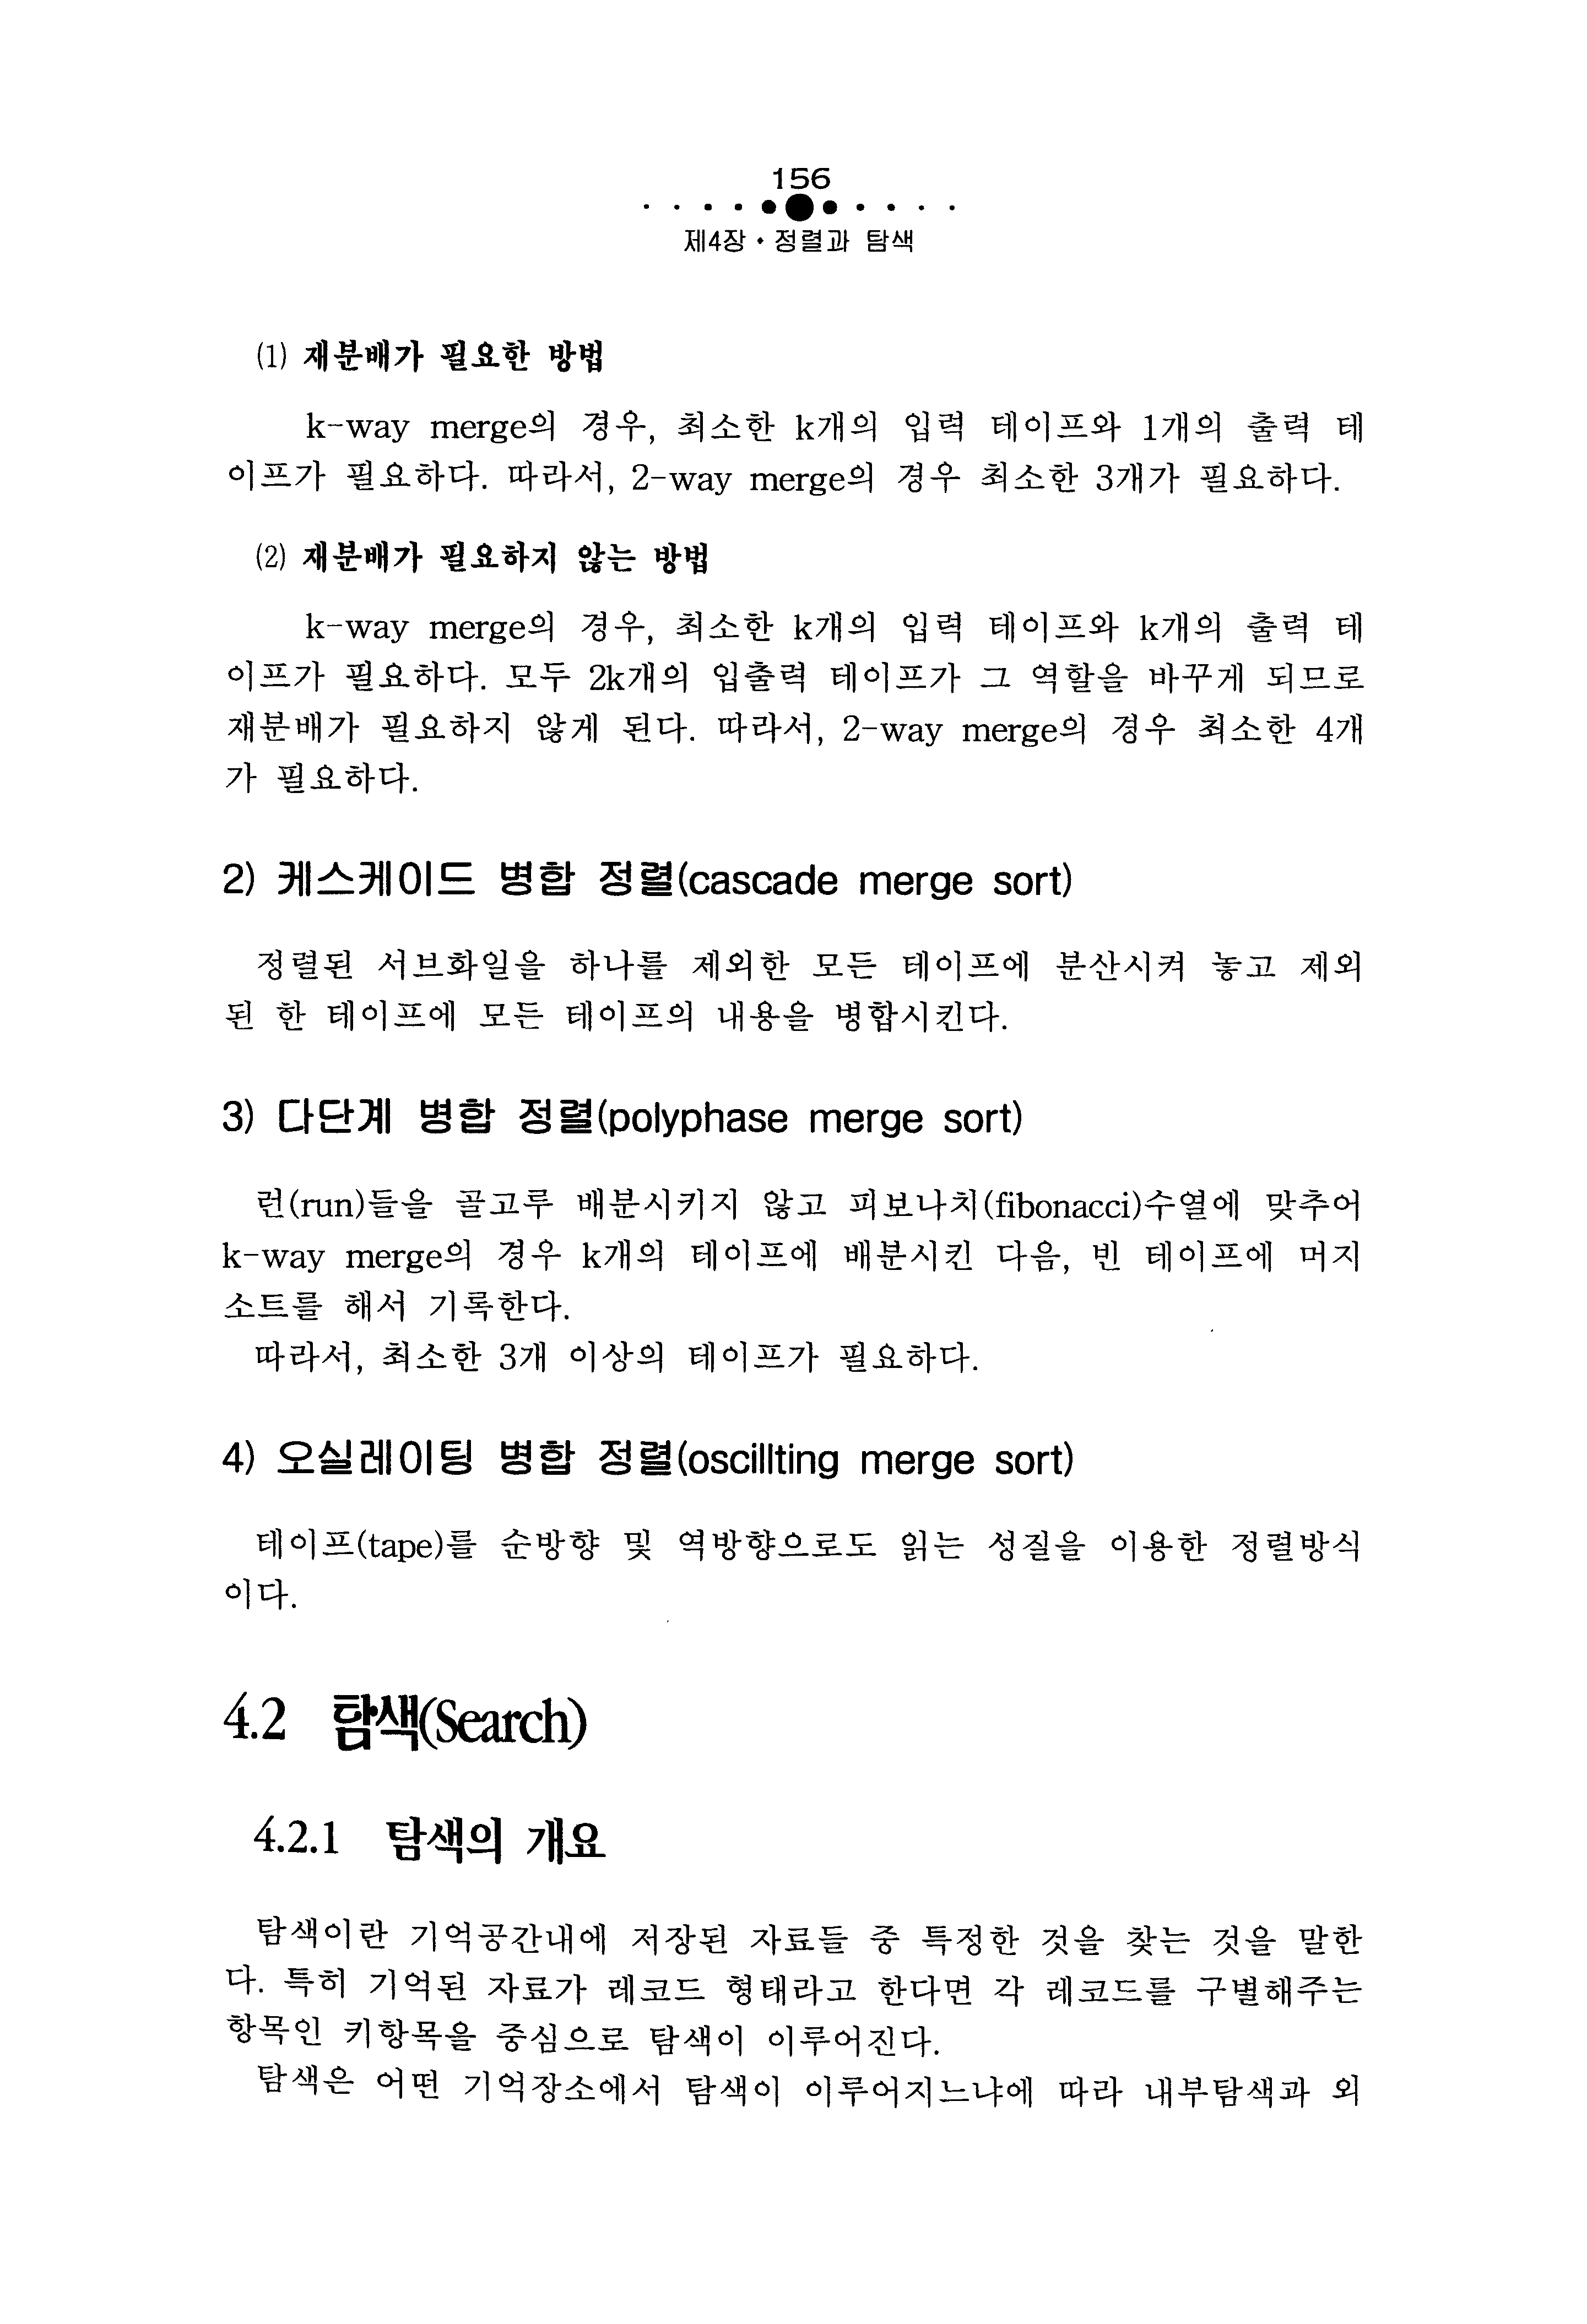 156
제4장 • 정렬과 탐색
(1) 재분배가 필요한 방법
k-way merge의 경우, 최소한 k개의 입력 테이프와 1개의 출력 테
이프가 필요하다. 따라서, 2-way merge의 경우 최소한 3개가 필요하다.
(2) 재분배가 필요하지 않는 방법
k-way merge의 경우, 최소한 k개의 입력 테이프와 k개의 출력 테
이프가 필요하다. 모두 2k개의 입출력 테이프가 그 역할을 바꾸게 되므로
재분배가 필요하지 않게 된다. 따라서, 2-way merge의 경우 최소한 4개
가 필요하다.
2) 케스케이드 병합 정렬(cascade merge sort)
정렬된 서브화일을 하나를 제외한 모든 테이프에 분산시켜 놓고 제외
된 한 테이프에 모든 테이프의 내용을 병합시킨다.
3) 다단계 병합 정렬(polyphase merge sort)
런(run)들을 골고루 배분시키지 않고 피보나치(fibonacci)수열에 맞추어
k-way merge의 경우 k개의 테이프에 배분시킨 다음, 빈 테이프에 머지
소트를 해서 기록한다.
따라서, 최소한 3개 이상의 테이프가 필요하다.
4) 오실레이팅 병합 정렬(oscillting merge sort)
테이프(tape)를 순방향 및 역방향으로도 읽는 성질을 이용한 정렬방식
이다.
4.2 탐색(Search)
4.2.1 탐색의 개요
탐색이란 기억공간내에 저장된 자료들 중 특정한 것을 찾는 것을 말한
다. 특히 기억된 자료가 레코드 형태라고 한다면 각 레코드를 구별해주는
항목인 키항목을 중심으로 탐색이 이루어진다.
탐색은 어떤 기억장소에서 탐색이 이루어지느냐에 따라 내부탐색과 외